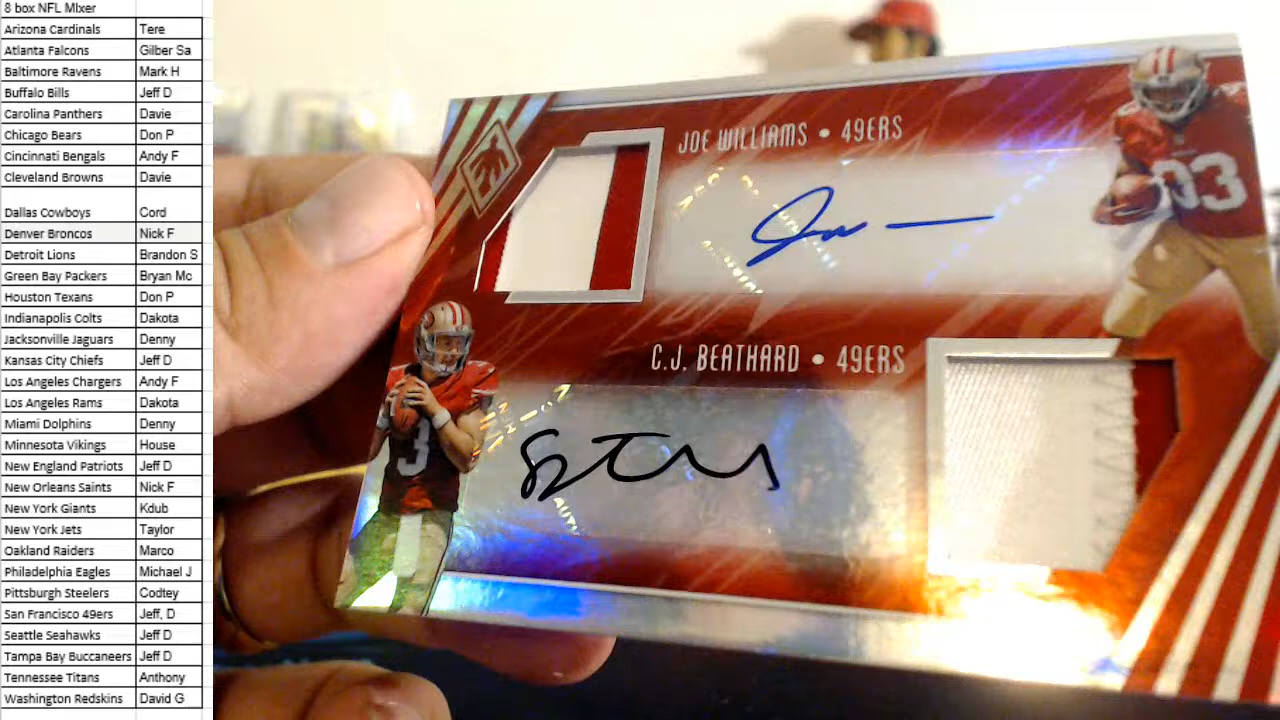 8 box NFL MIxer
Arizona Cardinals Tere
Atlanta Falcons Gilber Sa
Baltimore Ravens Mark H
Buffalo Bills Jeff D
Carolina Panthers Davie
Chicago Bears Don P
Cincinnati Bengals Andy F
Cleveland Browns Davie
Dallas Cowboys Cord
Denver Broncos Nick F
Detroit Lions Brandon S
Green Bay Packers Bryan Mc
Houston Texans Don P
Indianapolis Colts Dakota
Jacksonville Jaguars Denny
Kansas City Chiefs Jeff D
Los Angeles Chargers Andy F
Los Angeles Rams Dakota
Miami Dolphins Denny
Minnesota Vikings House
New England Patriots Jeff D
New Orleans Saints Nick F
New York Giants Kdub
New York Jets Taylor
Oakland Raiders Marco
Philadelphia Eagles Michael J
Pittsburgh Steelers Codtey
San Francisco 49ers Jeff, D
Seattle Seahawks Jeff D
Tampa Bay Buccaneers Jeff D
Tennessee Titans Anthony
Washington Redskins David G
JOE WILLIAMS • 49ERS
33
C.J. BEATHARD • 49ERS
3